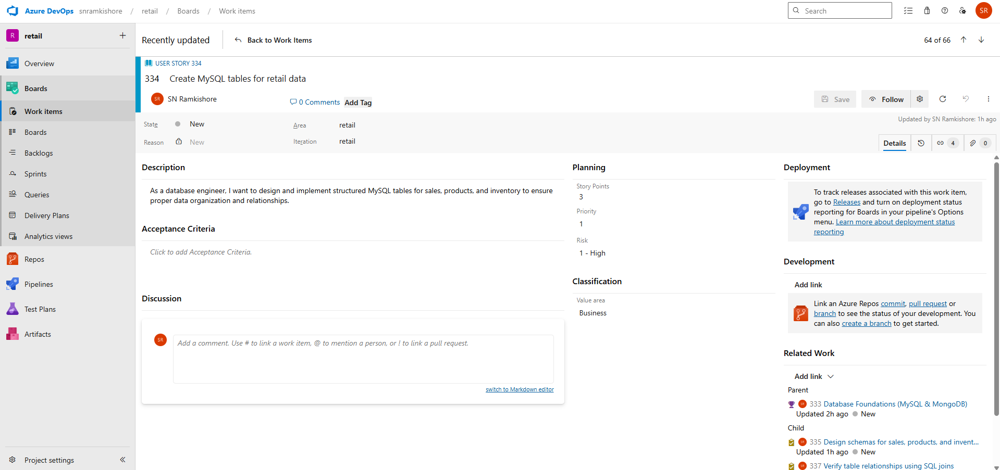 Azure DevOps snramkishore / retail / Boards / Work items
Search
SR
R retail
Recently updated
Back to Work Items
64 of 66
Overview
Boards
Work items
Boards
Backlogs
Sprints
Queries
Delivery Plans
Analytics views
Repos
Pipelines
Test Plans
Artifacts
Project settings
USER STORY 334
334 Create MySQL tables for retail data
SR SN Ramkishore
0 Comments
Add Tag
Save
Follow
State New
Area retail
Updated by SN Ramkishore: 1h ago
Reason New
Iteration retail
Details
4
0
Description
As a database engineer, I want to design and implement structured MySQL tables for sales, products, and inventory to ensure
proper data organization and relationships.
Acceptance Criteria
Click to add Acceptance Criteria.
Discussion
SR
Add a comment. Use # to link a work item, @ to mention a person, or ! to link a pull request.
switch to Markdown editor
Planning
Story Points
3
Priority
1
Risk
1 - High
Classification
Value area
Business
Deployment
To track releases associated with this work item,
go to Releases and turn on deployment status
reporting for Boards in your pipeline's Options
menu. Learn more about deployment status
reporting
Development
Add link
Link an Azure Repos commit, pull request or
branch to see the status of your development. You
can also create a branch to get started.
Related Work
Add link
Parent
SR 333 Database Foundations (MySQL & MongoDB)
Updated 2h ago New
Child
SR 335 Design schemas for sales, products, and invent...
Updated 1h ago New
SR 337 Verify table relationships using SQL joins